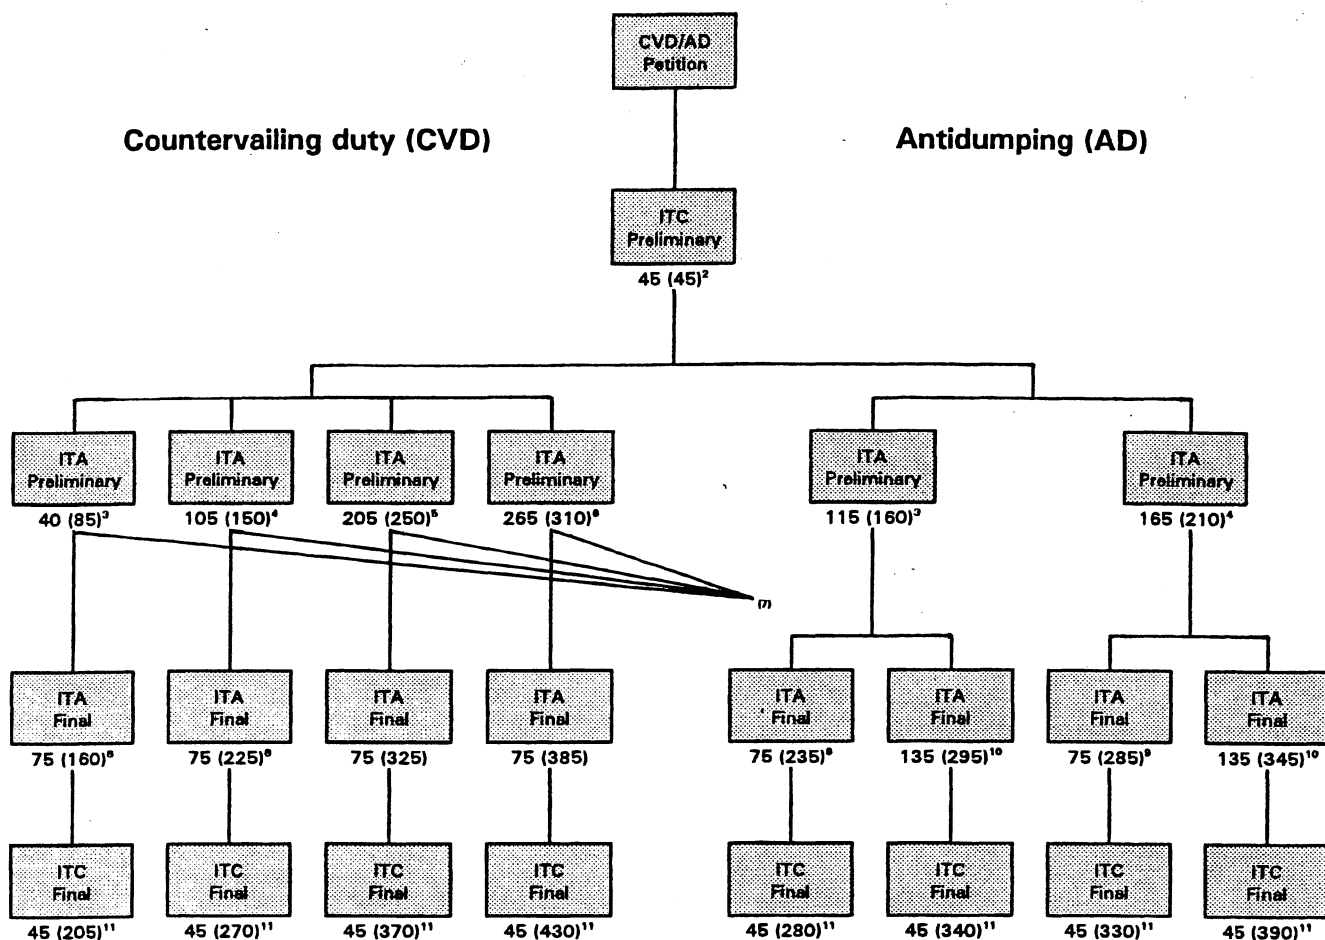 CVD/AD
Petition
Countervailing duty (CVD)
Antidumping (AD)
ITC
Preliminary
45 (45)²
ITA
Preliminary
40 (85)³
ITA
Preliminary
105 (150)⁴
ITA
Preliminary
205 (250)⁵
ITA
Preliminary
265 (310)⁶
ITA
Preliminary
115 (160)³
ITA
Preliminary
165 (210)⁴
(7)
ITA
Final
75 (160)⁸
ITA
Final
75 (225)⁸
ITA
Final
75 (325)
ITA
Final
75 (385)
ITA
Final
75 (235)⁹
ITA
Final
135 (295)¹⁰
ITA
Final
75 (285)⁹
ITA
Final
135 (345)¹⁰
ITC
Final
45 (205)¹¹
ITC
Final
45 (270)¹¹
ITC
Final
45 (370)¹¹
ITC
Final
45 (430)¹¹
ITC
Final
45 (280)¹¹
ITC
Final
45 (340)¹¹
ITC
Final
45 (330)¹¹
ITC
Final
45 (390)¹¹